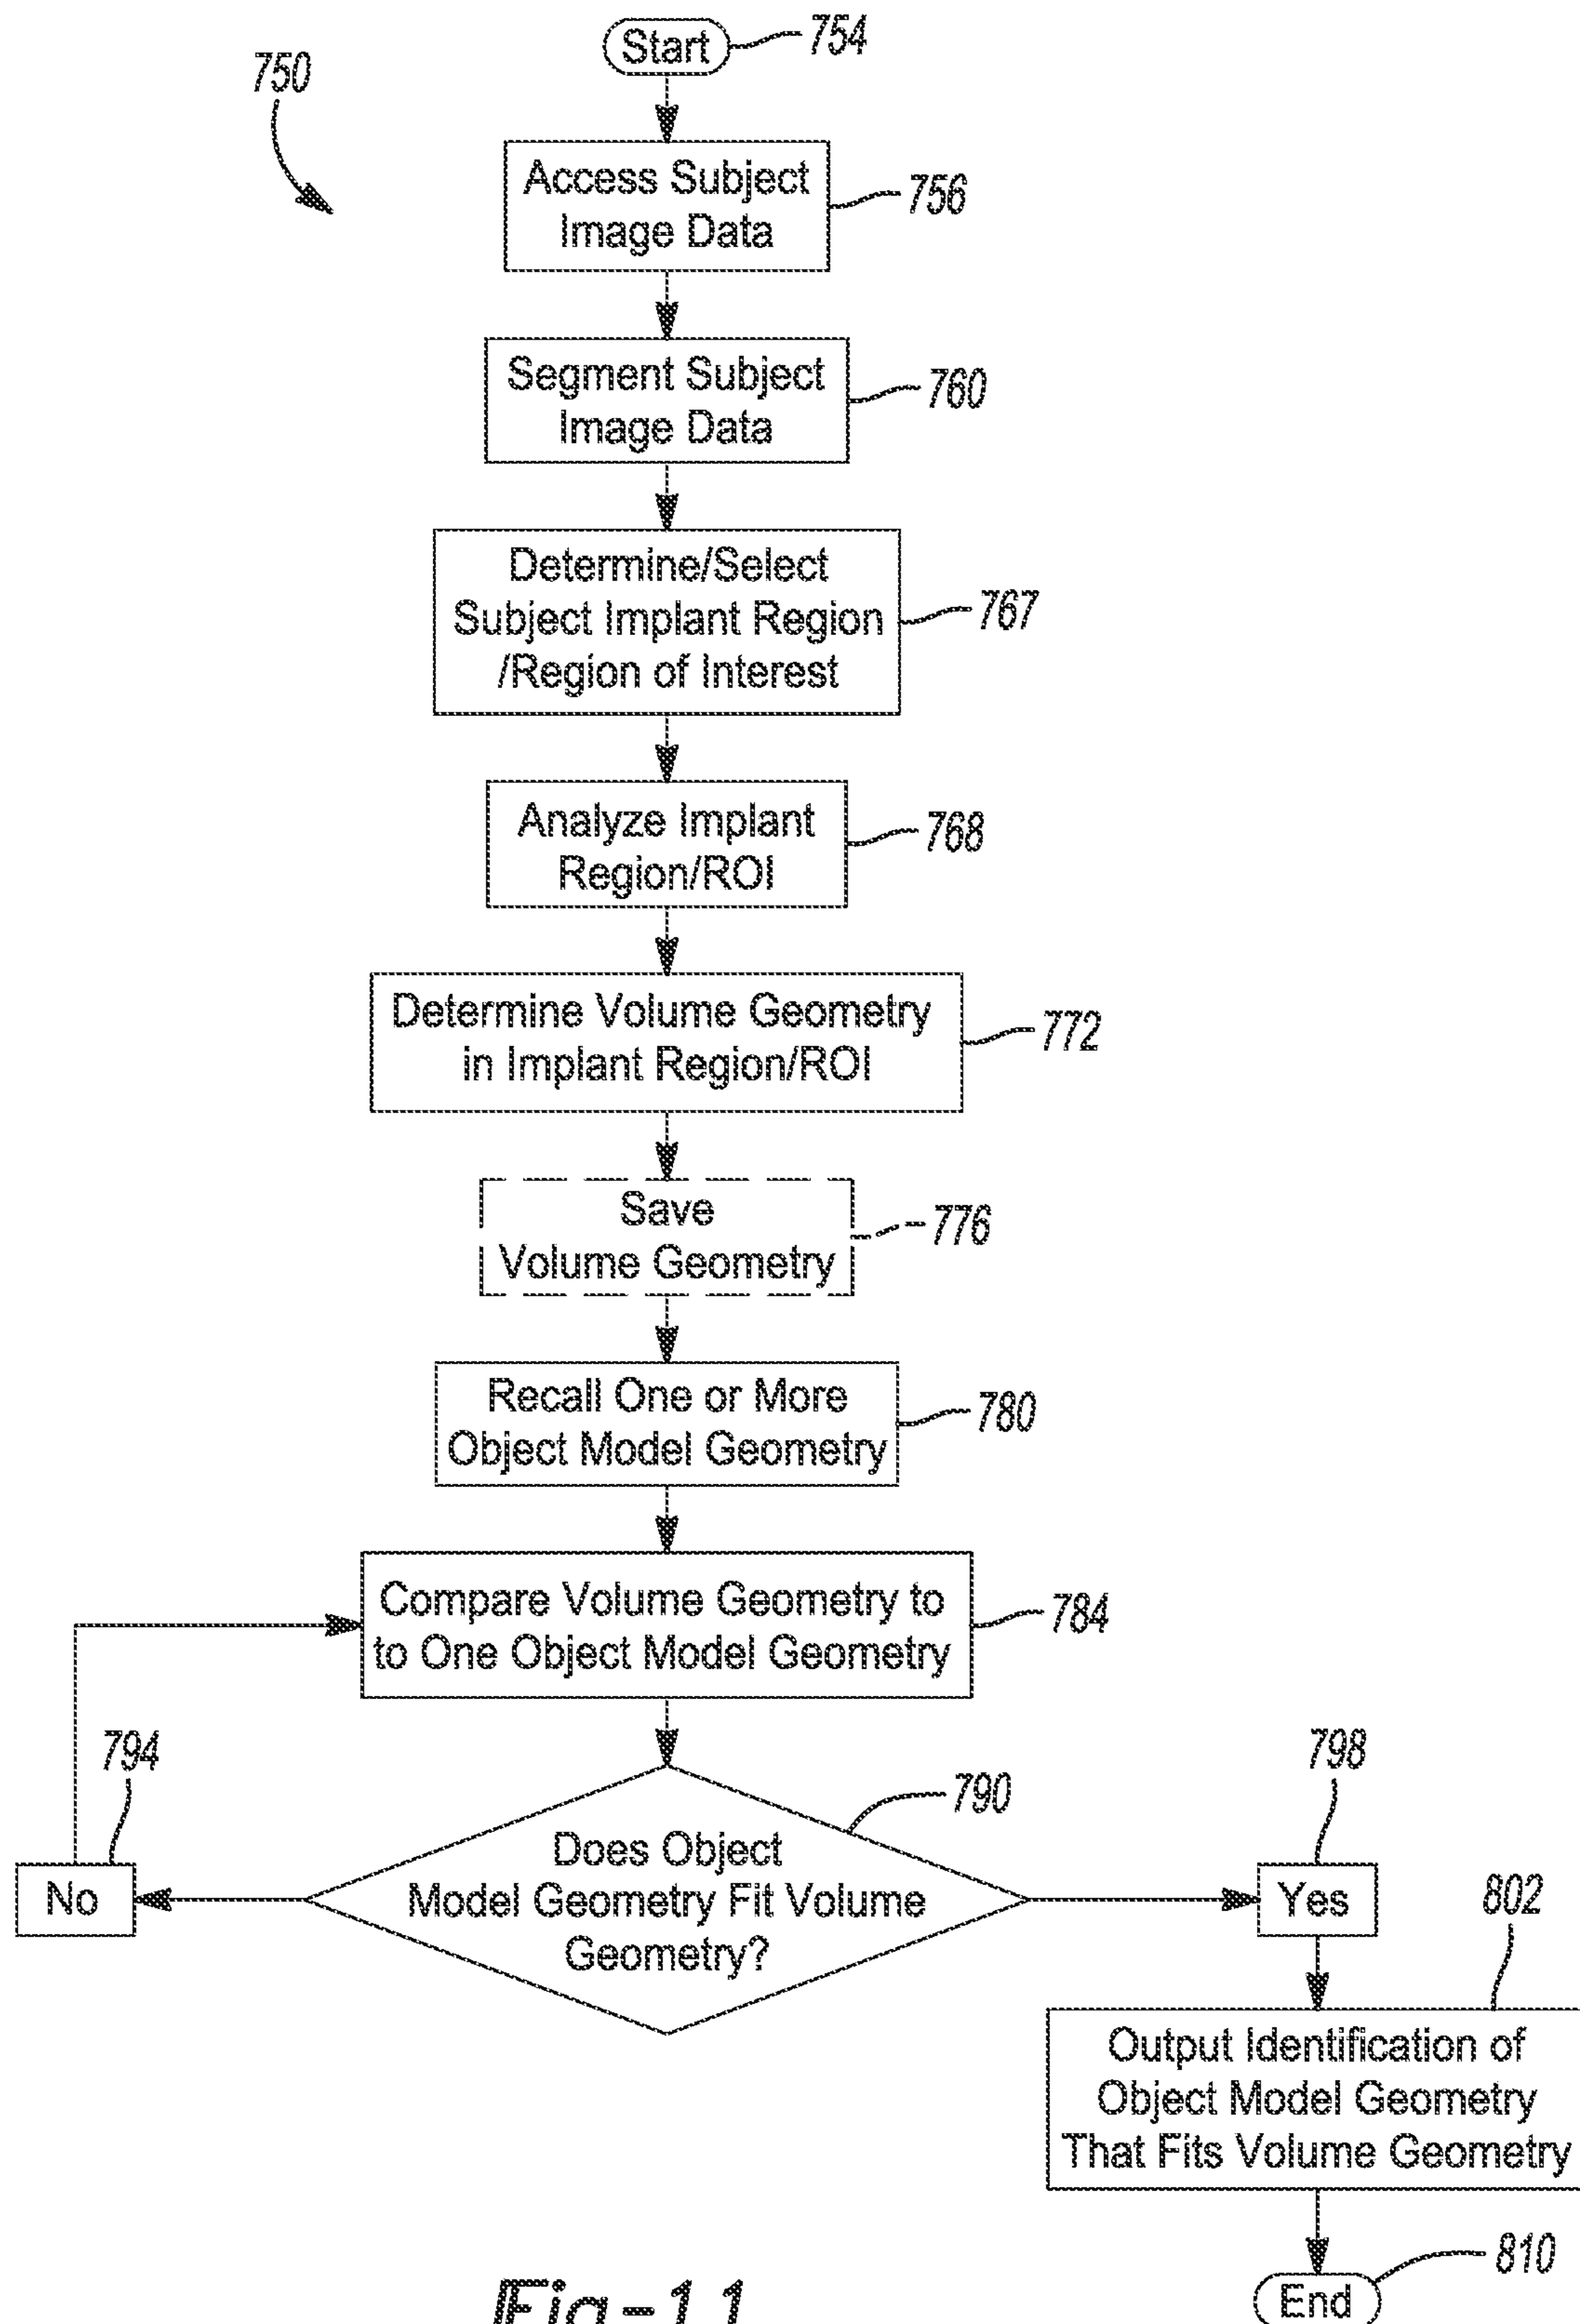 Start
754
750
Access Subject
Image Data
756
Segment Subject
Image Data
760
Determine/Select
Subject Implant Region
/Region of Interest
767
Analyze Implant
Region/ROI
768
Determine Volume Geometry
in Implant Region/ROI
772
Save
Volume Geometry
776
Recall One or More
Object Model Geometry
780
Compare Volume Geometry to
to One Object Model Geometry
784
794
No
Does Object
Model Geometry Fit Volume
Geometry?
790
798
Yes
802
Output Identification of
Object Model Geometry
That Fits Volume Geometry
810
End
Fig-11